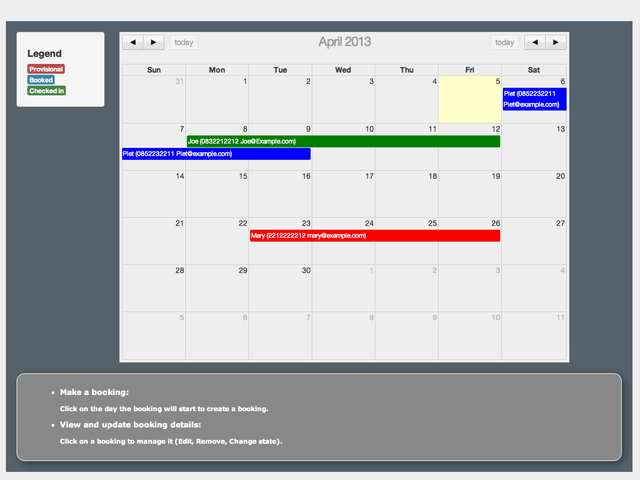 Legend
Provisional
Booked
Checked In
◄ ► today April 2013 today ◄ ►
Sun Mon Tue Wed Thu Fri Sat
31 1 2 3 4 5 6
Piet (0852232211
Piet@example.com)
7 8 9 10 11 12 13
Joe (0832212212 Joe@Example.com)
Piet (0852232211 Piet@example.com)
14 15 16 17 18 19 20
21 22 23 24 25 26 27
Mary (2212222212 mary@example.com)
28 29 30 1 2 3 4
5 6 7 8 9 10 11
• Make a booking:
Click on the day the booking will start to create a booking.
• View and update booking details:
Click on a booking to manage it (Edit, Remove, Change state).